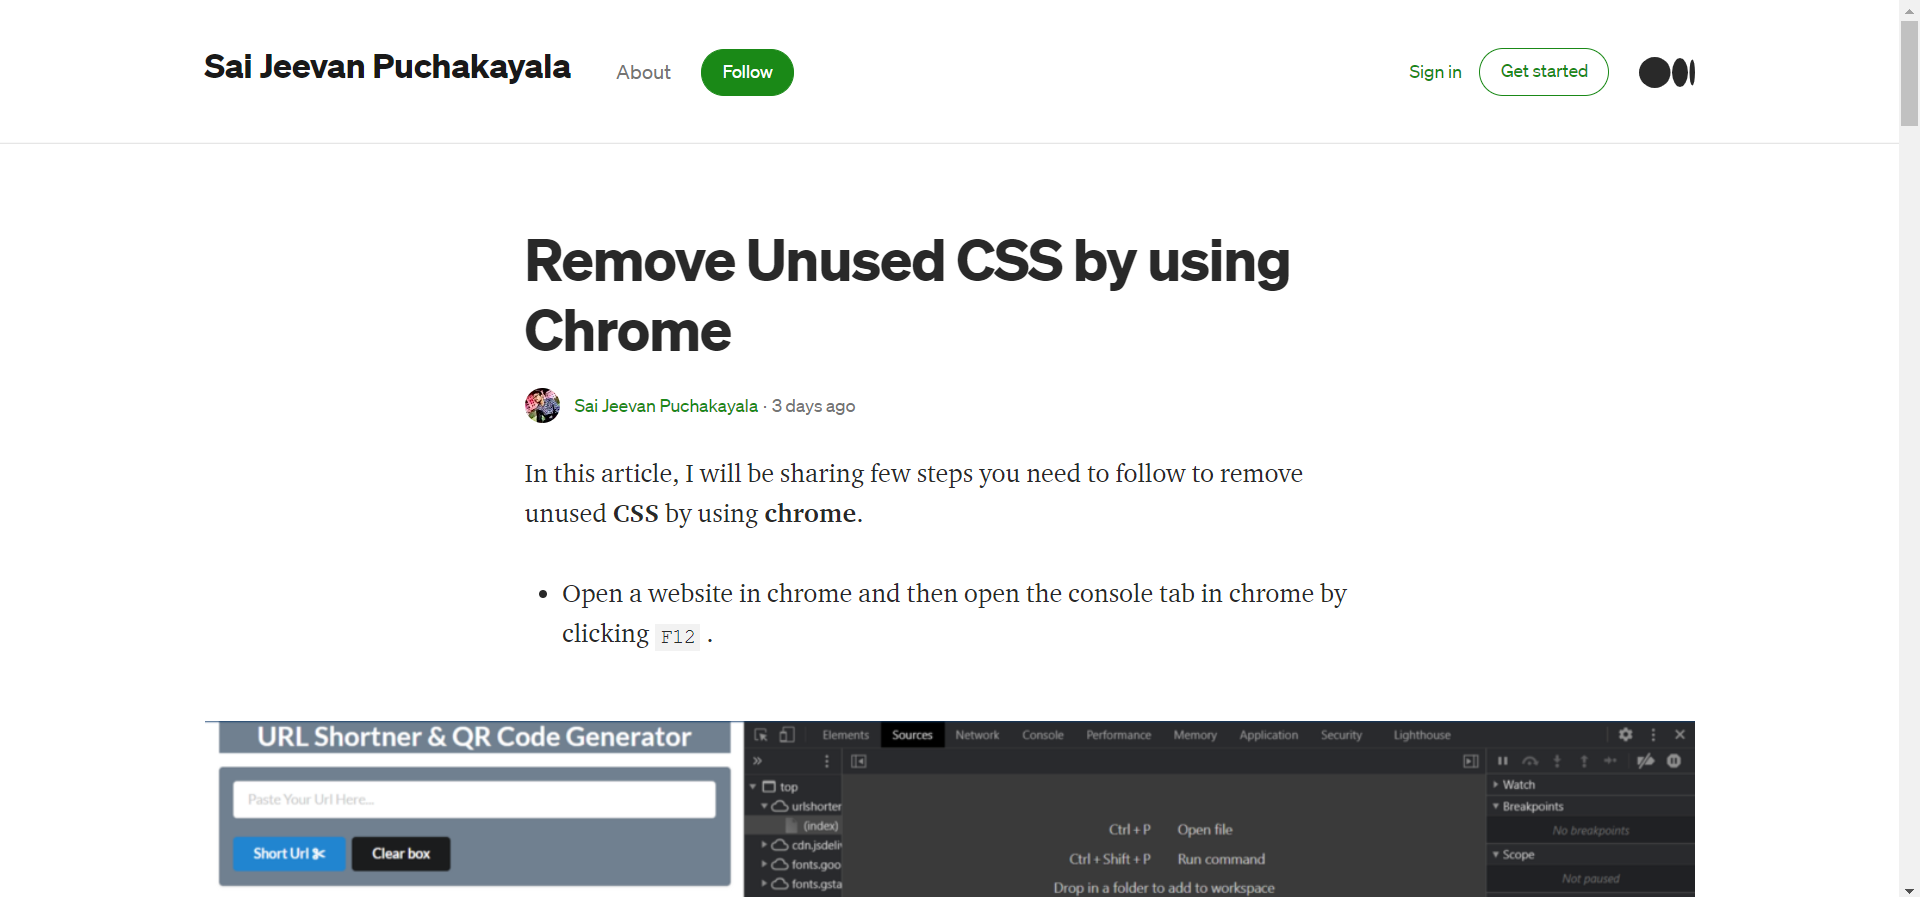 Sai Jeevan Puchakayala
About
Follow
Sign in
Get started
Remove Unused CSS by using
Chrome
Sai Jeevan Puchakayala · 3 days ago
In this article, I will be sharing few steps you need to follow to remove
unused CSS by using chrome.
Open a website in chrome and then open the console tab in chrome by
clicking F12 .
URL Shortner & QR Code Generator
Paste Your Url Here...
Short Url
Clear box
Elements Sources Network Console Performance Memory Application Security Lighthouse
top
urlshorter
(index)
cdn.jsdeli
fonts.goo
fonts.gsta
Ctrl + P Open file
Ctrl + Shift + P Run command
Drop in a folder to add to workspace
Watch
Breakpoints
No breakpoints
Scope
Not paused